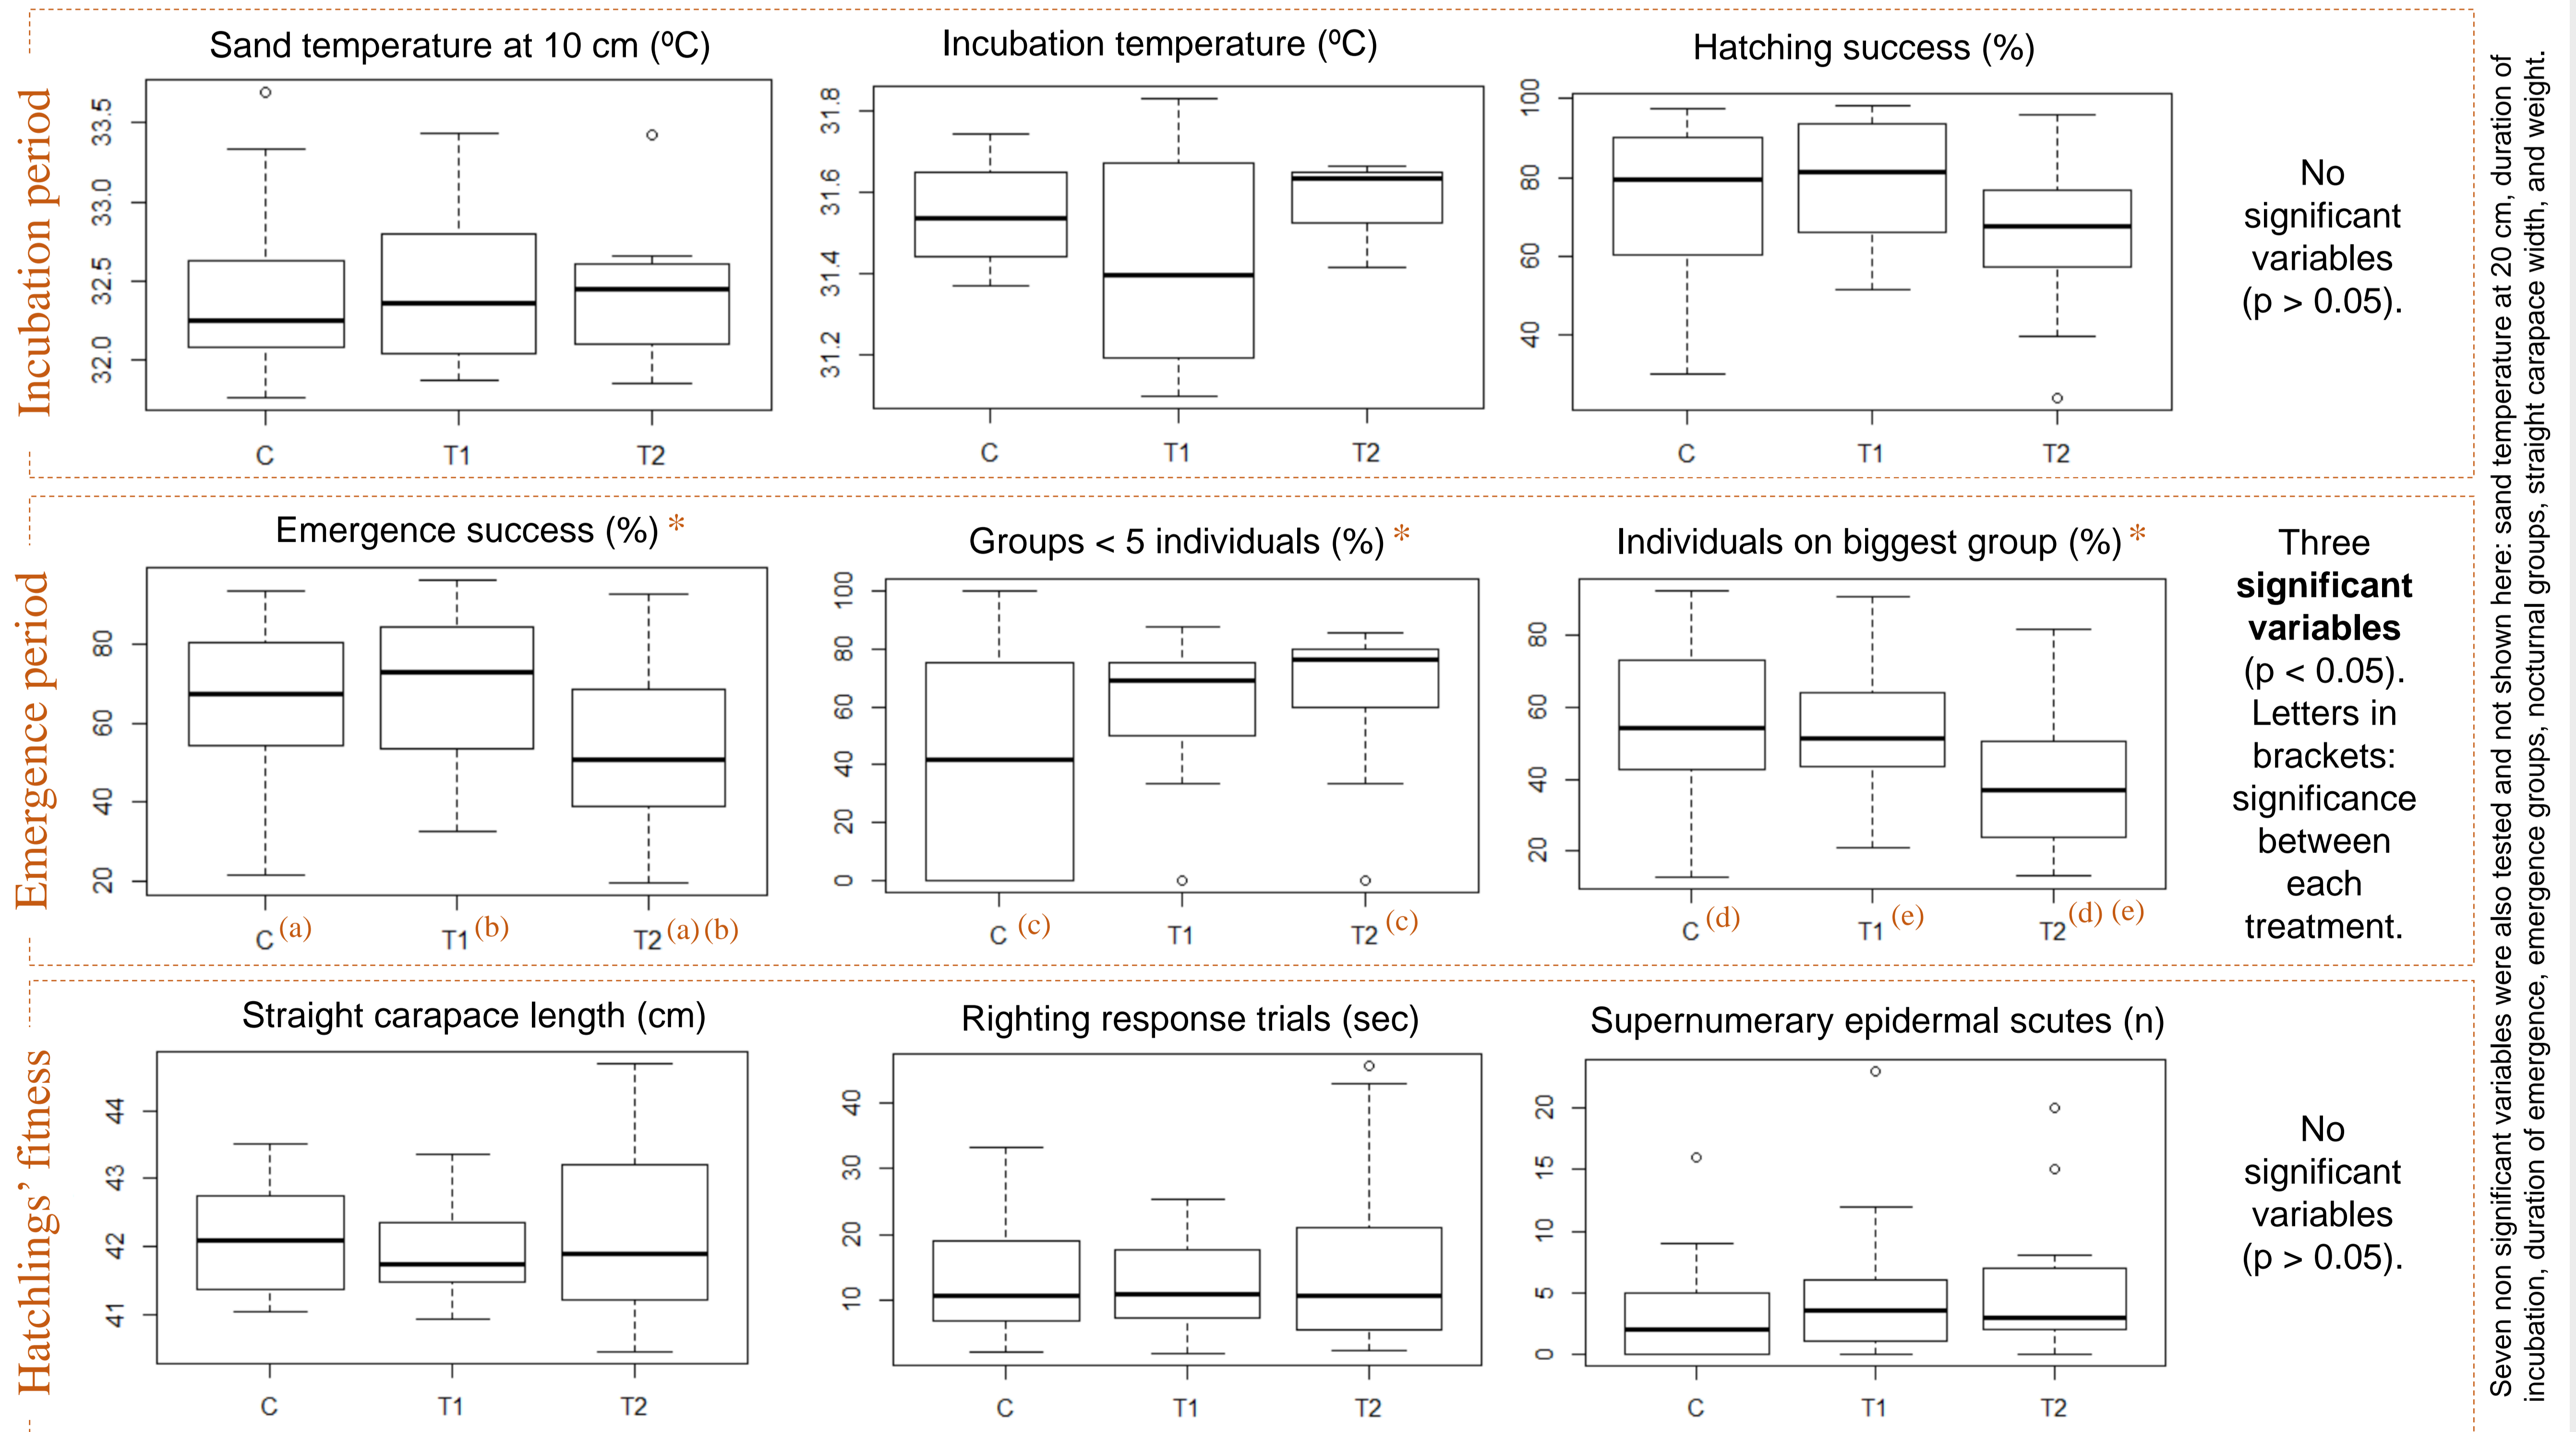 Incubation period
Sand temperature at 10 cm (ºC)
33.5
33.0
32.5
32.0
C
T1
T2
Incubation temperature (ºC)
31.8
31.6
31.4
31.2
C
T1
T2
Hatching success (%)
100
80
60
40
C
T1
T2
No
significant
variables
(p > 0.05).
Emergence period
Emergence success (%) *
80
60
40
20
C (a)
T1 (b)
T2 (a) (b)
Groups < 5 individuals (%) *
100
80
60
40
20
0
C (c)
T1
T2 (c)
Individuals on biggest group (%) *
80
60
40
20
C (d)
T1 (e)
T2 (d) (e)
Three
significant
variables
(p < 0.05).
Letters in
brackets:
significance
between
each
treatment.
Hatchlings’ fitness
Straight carapace length (cm)
44
43
42
41
C
T1
T2
Righting response trials (sec)
40
30
20
10
C
T1
T2
Supernumerary epidermal scutes (n)
20
15
10
5
0
C
T1
T2
No
significant
variables
(p > 0.05).
Seven non significant variables were also tested and not shown here: sand temperature at 20 cm, duration of
incubation, duration of emergence, emergence groups, nocturnal groups, straight carapace width, and weight.